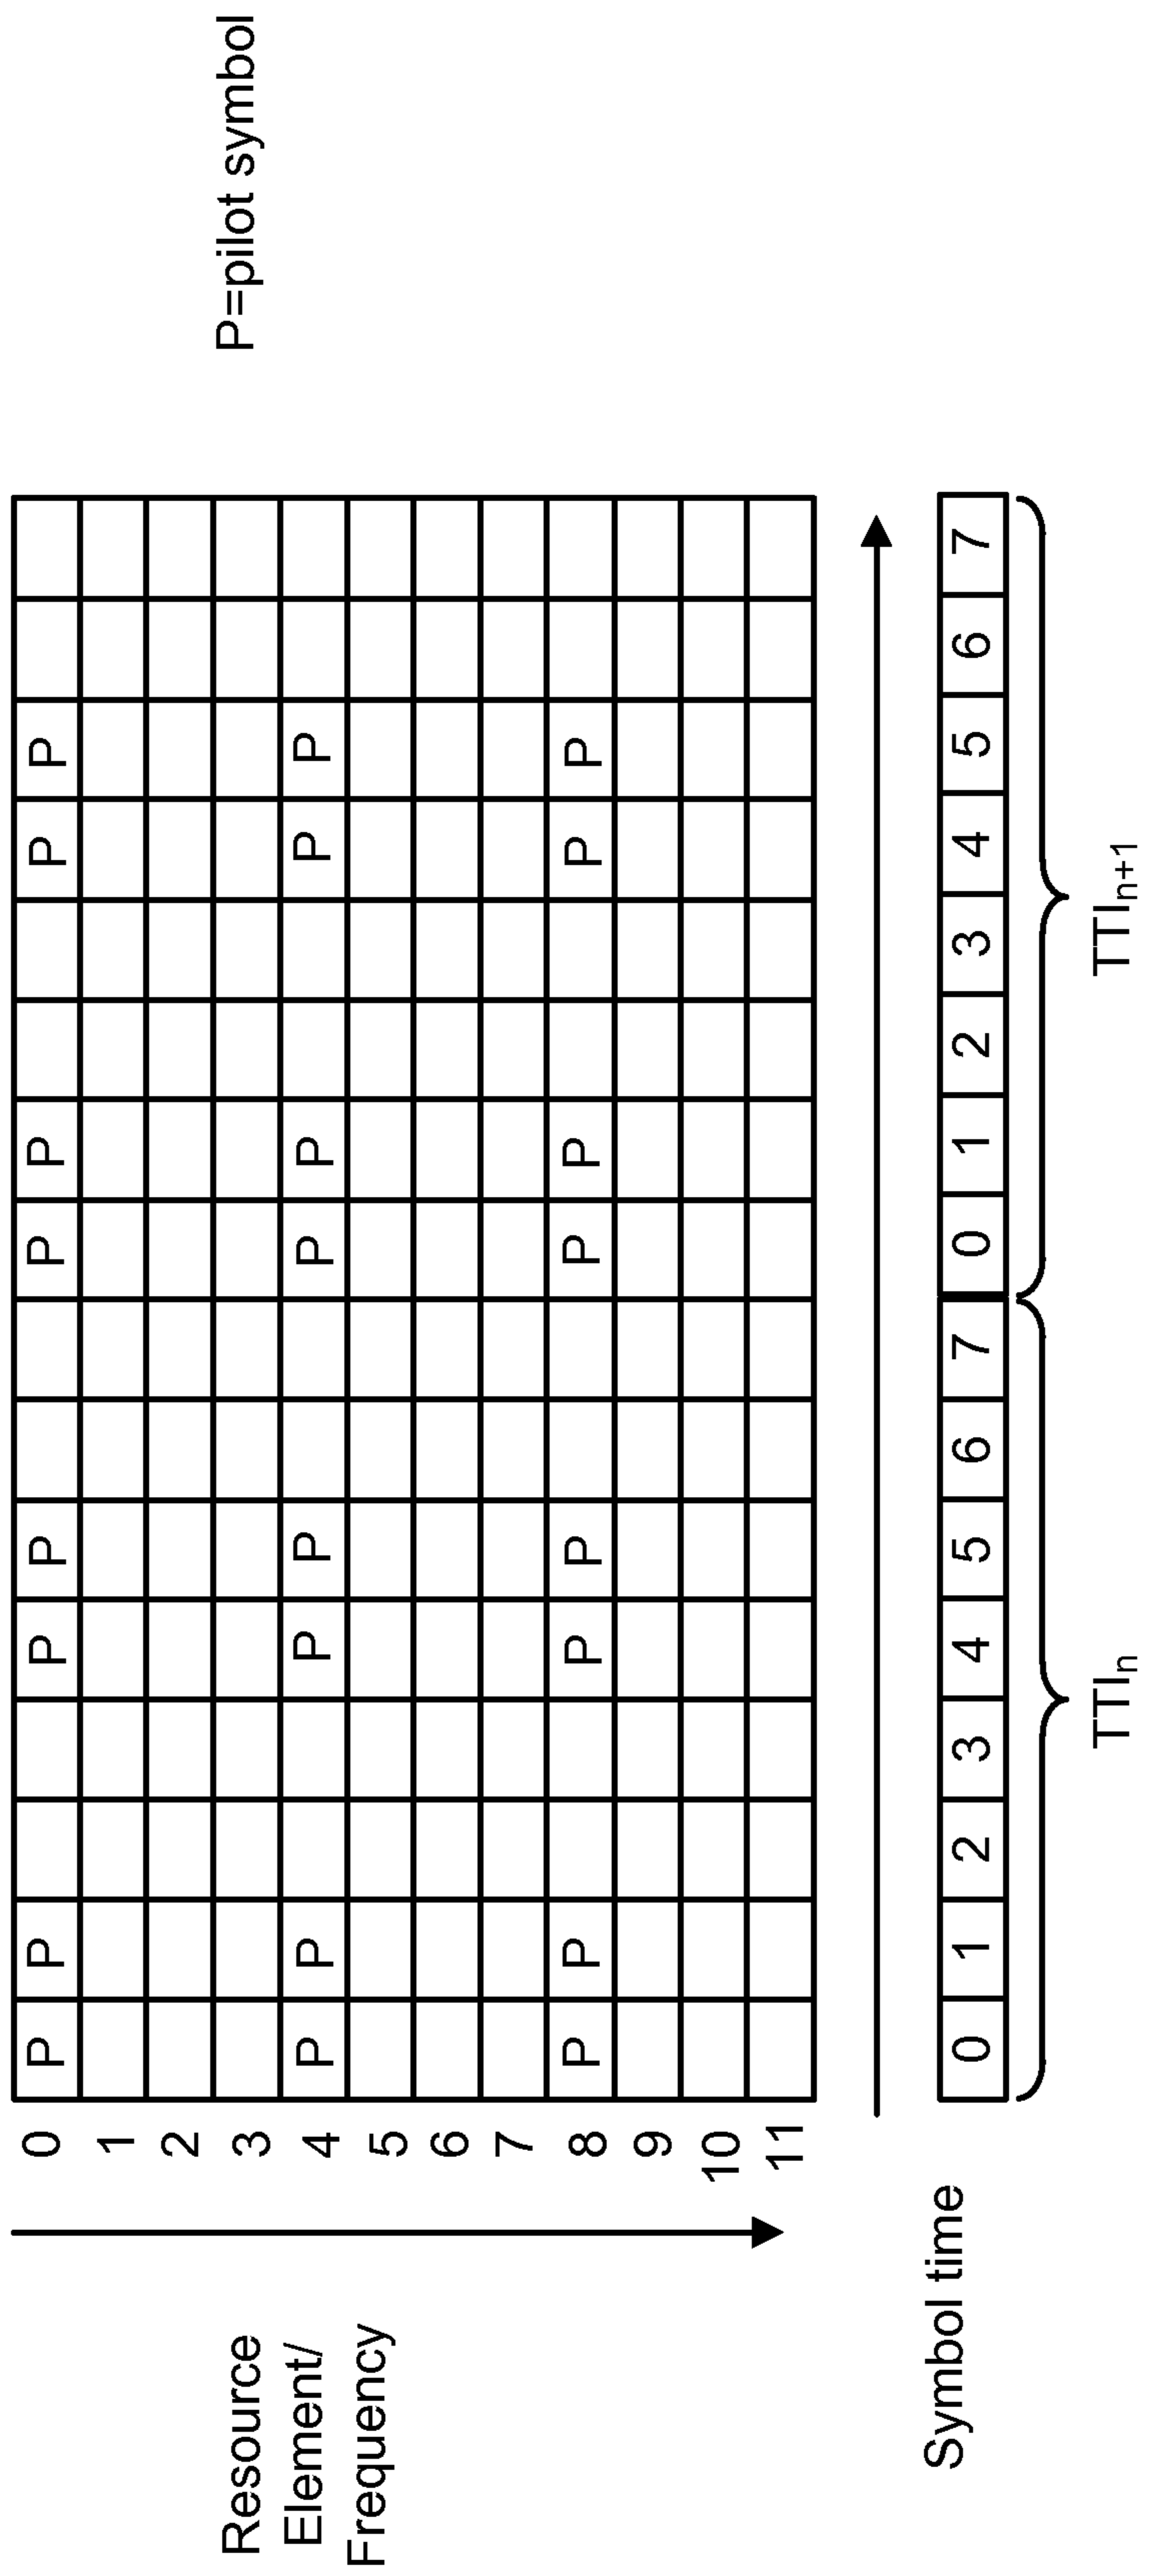 P=pilot symbol
Resource
Element/
Frequency
0 P P P P P P P P
1
2
3
4 P P P P P P P P
5
6
7
8 P P P P P P P P
9
10
11
Symbol time
0 1 2 3 4 5 6 7 0 1 2 3 4 5 6 7
TTIn TTIn+1